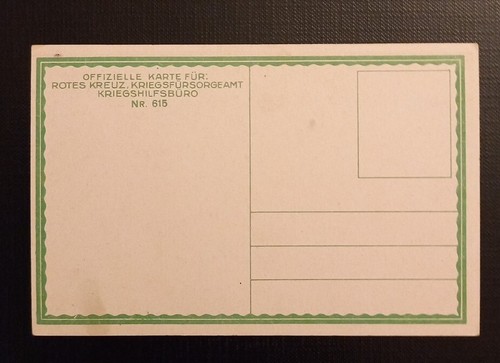 OFFIZIELLE KARTE FÜR:
ROTES KREUZ, KRIEGSFÜRSORGEAMT
KRIEGSHILFSBÜRO
NR. 615